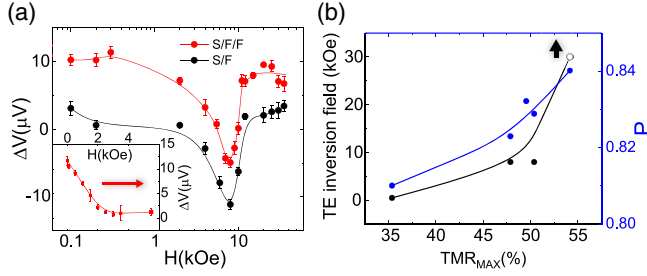 (a)
(b)
S/F/F
S/F
ΔV(μV)
10
0
-10
0.1
1
10
H(kOe)
0
2
4
H(kOe)
15
10
5
0
ΔV(μV)
TE inversion field (kOe)
30
20
10
0
35
40
45
50
55
TMRMAX(%)
0.84
0.82
0.80
P